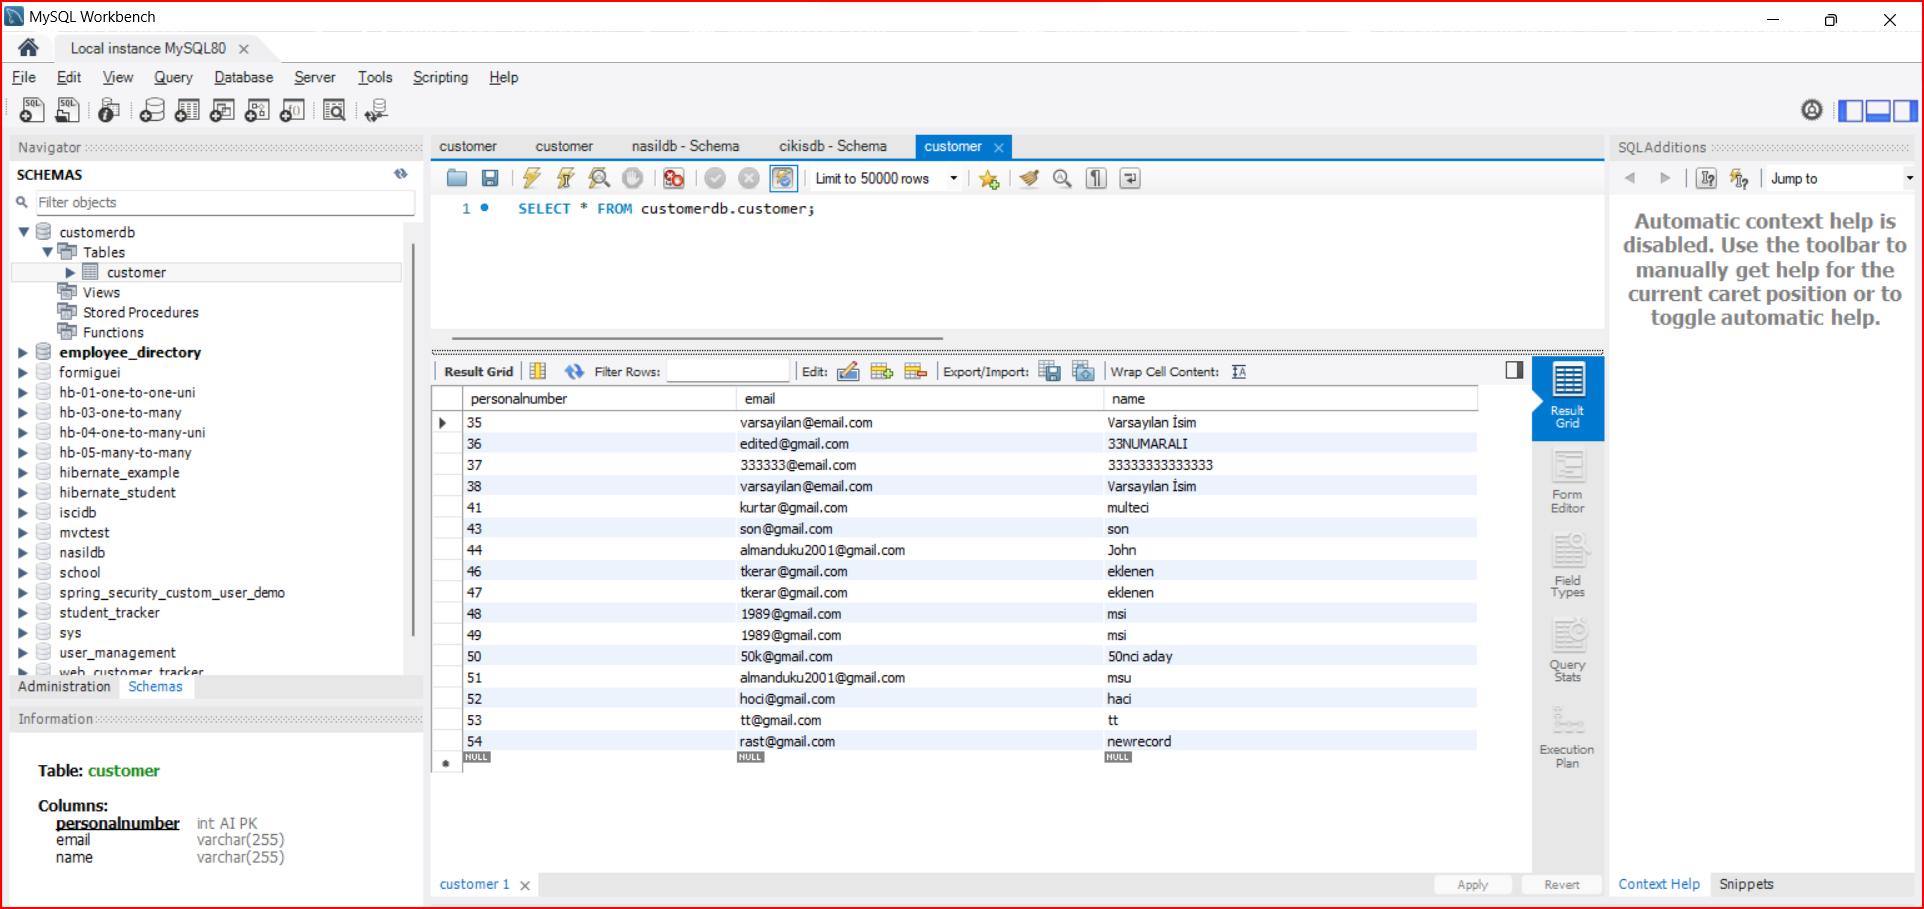 MySQL Workbench
Local instance MySQL80
File Edit View Query Database Server Tools Scripting Help
Navigator
SCHEMAS
Filter objects
customerdb
Tables
customer
Views
Stored Procedures
Functions
employee_directory
formiguei
hb-01-one-to-one-uni
hb-03-one-to-many
hb-04-one-to-many-uni
hb-05-many-to-many
hibernate_example
hibernate_student
iscidb
mvctest
nasildb
school
spring_security_custom_user_demo
student_tracker
sys
user_management
web_customer_tracker
Administration Schemas
Information
Table: customer
Columns:
personalnumber int AI PK
email varchar(255)
name varchar(255)
customer customer nasildb - Schema cikisdb - Schema customer
Limit to 50000 rows
1 SELECT * FROM customerdb.customer;
Result Grid Filter Rows: Edit: Export/Import: Wrap Cell Content:
personalnumber email name
35 varsayilan@email.com Varsayılan İsim
36 edited@gmail.com 33NUMARALI
37 333333@email.com 33333333333333
38 varsayilan@email.com Varsayılan İsim
41 kurtar@gmail.com multeci
43 son@gmail.com son
44 almanduku2001@gmail.com John
46 tkerar@gmail.com eklenen
47 tkerar@gmail.com eklenen
48 1989@gmail.com msi
49 1989@gmail.com msi
50 50k@gmail.com 50nci aday
51 almanduku2001@gmail.com msu
52 hoci@gmail.com haci
53 tt@gmail.com tt
54 rast@gmail.com newrecord
NULL NULL NULL
Result
Grid
Form
Editor
Field
Types
Query
Stats
Execution
Plan
customer 1
Apply Revert
SQLAdditions
Jump to
Automatic context help is
disabled. Use the toolbar to
manually get help for the
current caret position or to
toggle automatic help.
Context Help Snippets